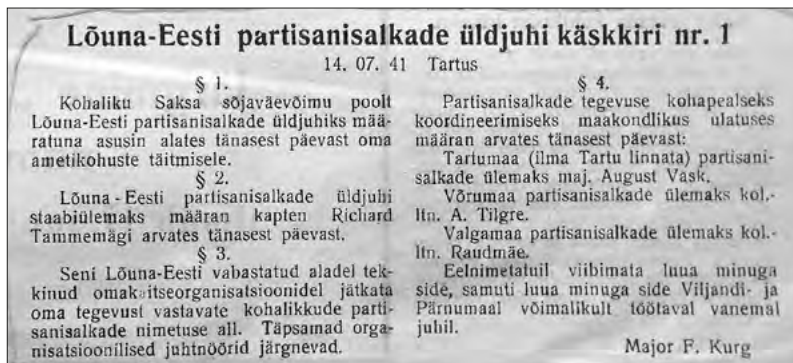 Lõuna-Eesti partisanisalkade üldjuhi käskkiri nr. 1
14. 07. 41 Tartus
§ 1.
Kohaliku Saksa sõjaväevõimu poolt
Lõuna-Eesti partisanisalkade üldjuhiks mää-
ratuna asusin alates tänasest päevast oma
ametikohuste täitmisele.
§ 2.
Lõuna-Eesti partisanisalkade üldjuhi
staabiülemaks määran kapten Richard
Tammemägi arvates tänasest päevast.
§ 3.
Seni Lõuna-Eesti vabastatud aladel tek-
kinud omakaitseorganisatsioonidel jätkata
oma tegevust vastavate kohalikkude parti-
sanisalkade nimetuse all. Täpsamad orga-
nisatsioonilised juhtnöörid järgnevad.
§ 4.
Partisanisalkade tegevuse kohapealseks
koordineerimiseks maakondlikus ulatuses
määran arvates tänasest päevast:
Tartumaa (ilma Tartu linnata) partisani-
salkade ülemaks maj. August Vask.
Võrumaa partisanisalkade ülemaks kol.-
ltn. A. Tilgre.
Valgamaa partisanisalkade ülemaks kol.-
ltn. Raudmäe.
Eelnimetatuil viibimata luua minuga
side, samuti luua minuga side Viljandi- ja
Pärnumaal võimalikult töötaval vanemal
juhil.
Major F. Kurg